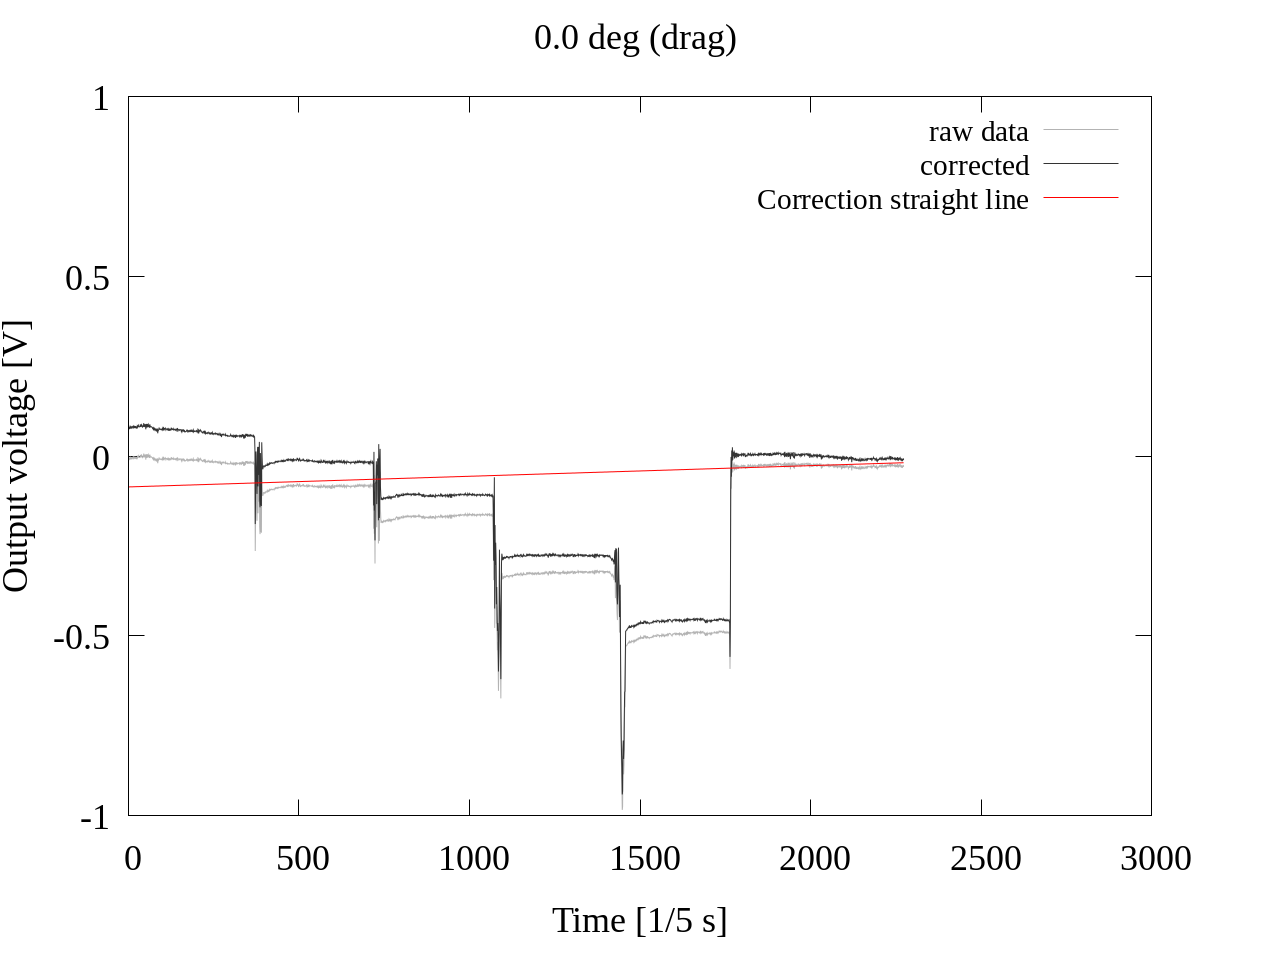 0.0 deg (drag)
1
0.5
0
-0.5
-1
Output voltage [V]
raw data
corrected
Correction straight line
0 500 1000 1500 2000 2500 3000
Time [1/5 s]